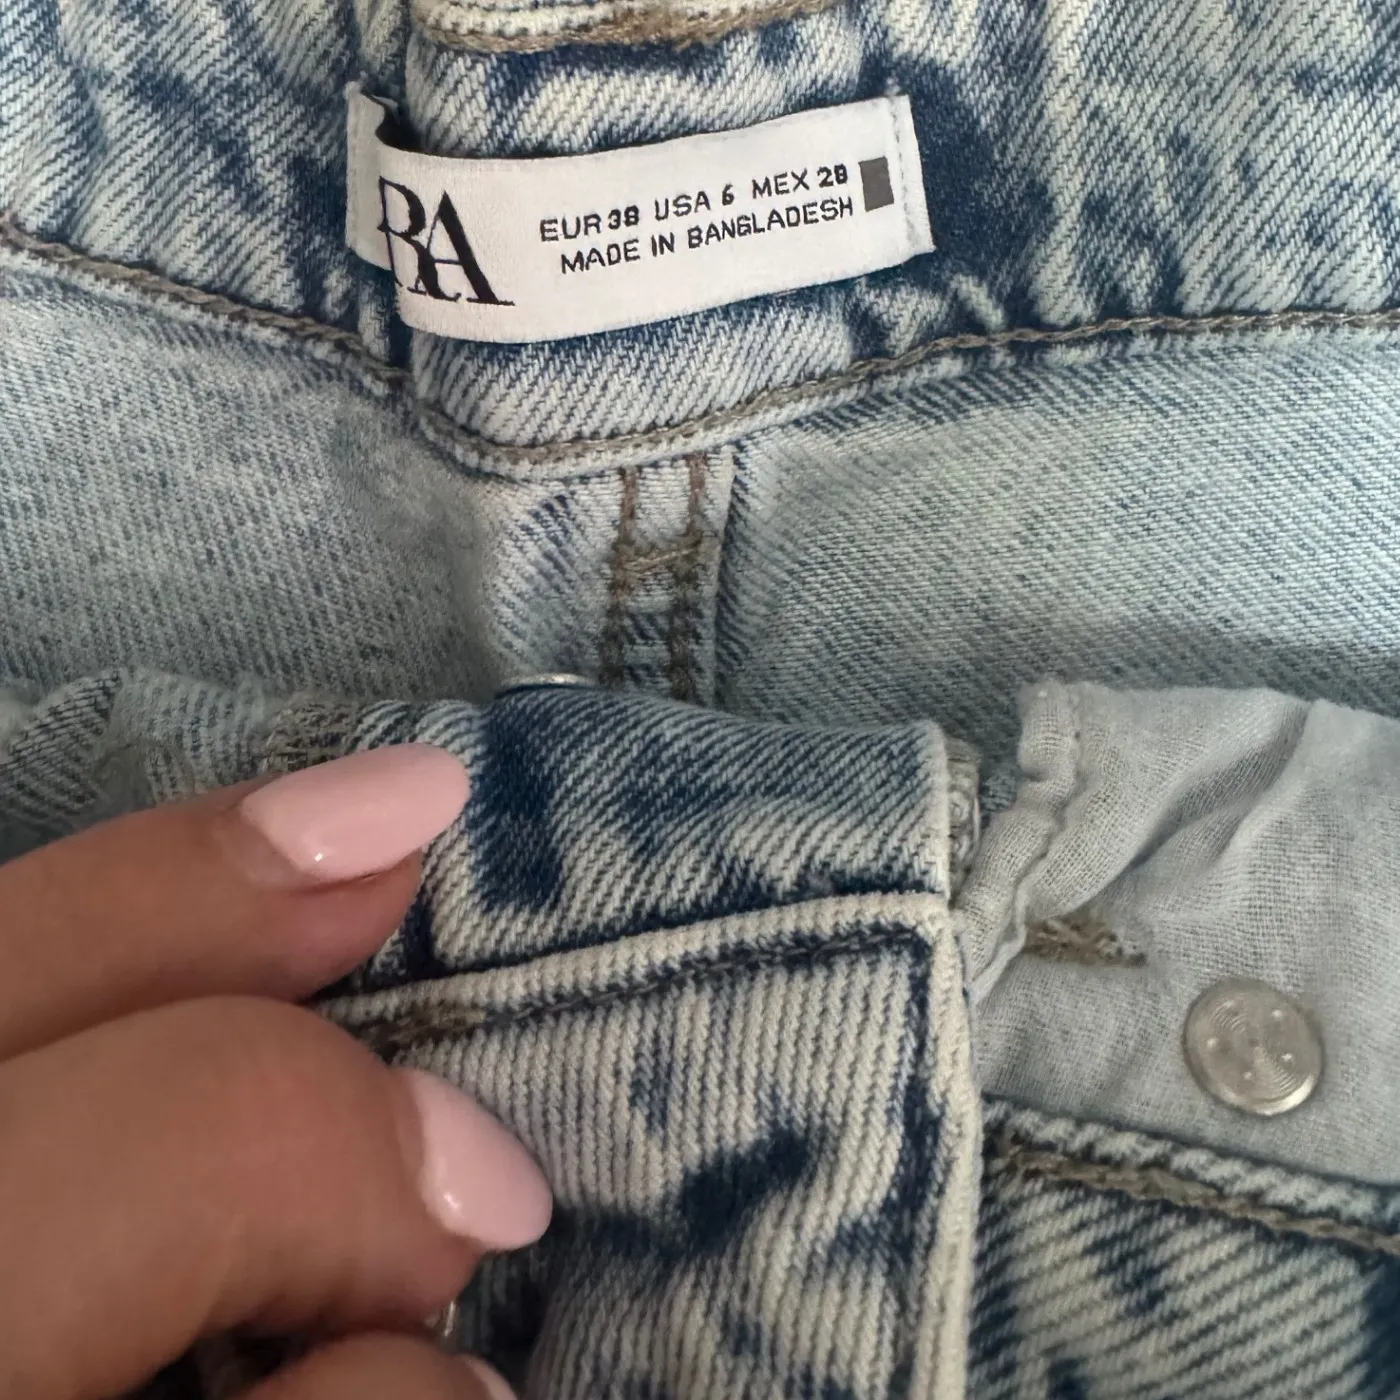 RA
EUR 38 USA 6 MEX 28
MADE IN BANGLADESH